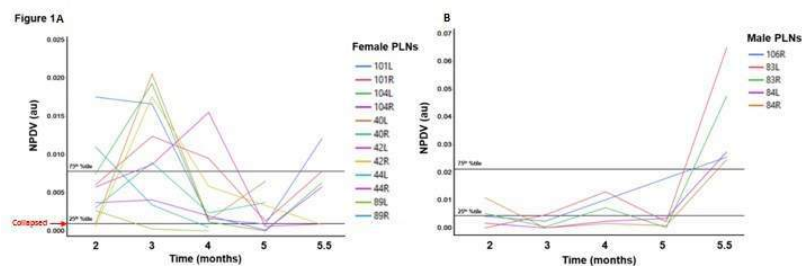 Figure 1A
NPDV (au)
0.025
0.020
0.015
0.010
0.005
0.000
75th %tile
25th %tile
Collapsed
2 3 4 5 5.5
Time (months)
Female PLNs
101L
101R
104L
104R
40L
40R
42L
42R
44L
44R
89L
89R
B
NPDV (au)
0.07
0.06
0.05
0.04
0.03
0.02
0.01
0.00
75th %tile
25th %tile
2 3 4 5 5.5
Time (months)
Male PLNs
106R
83L
83R
84L
84R